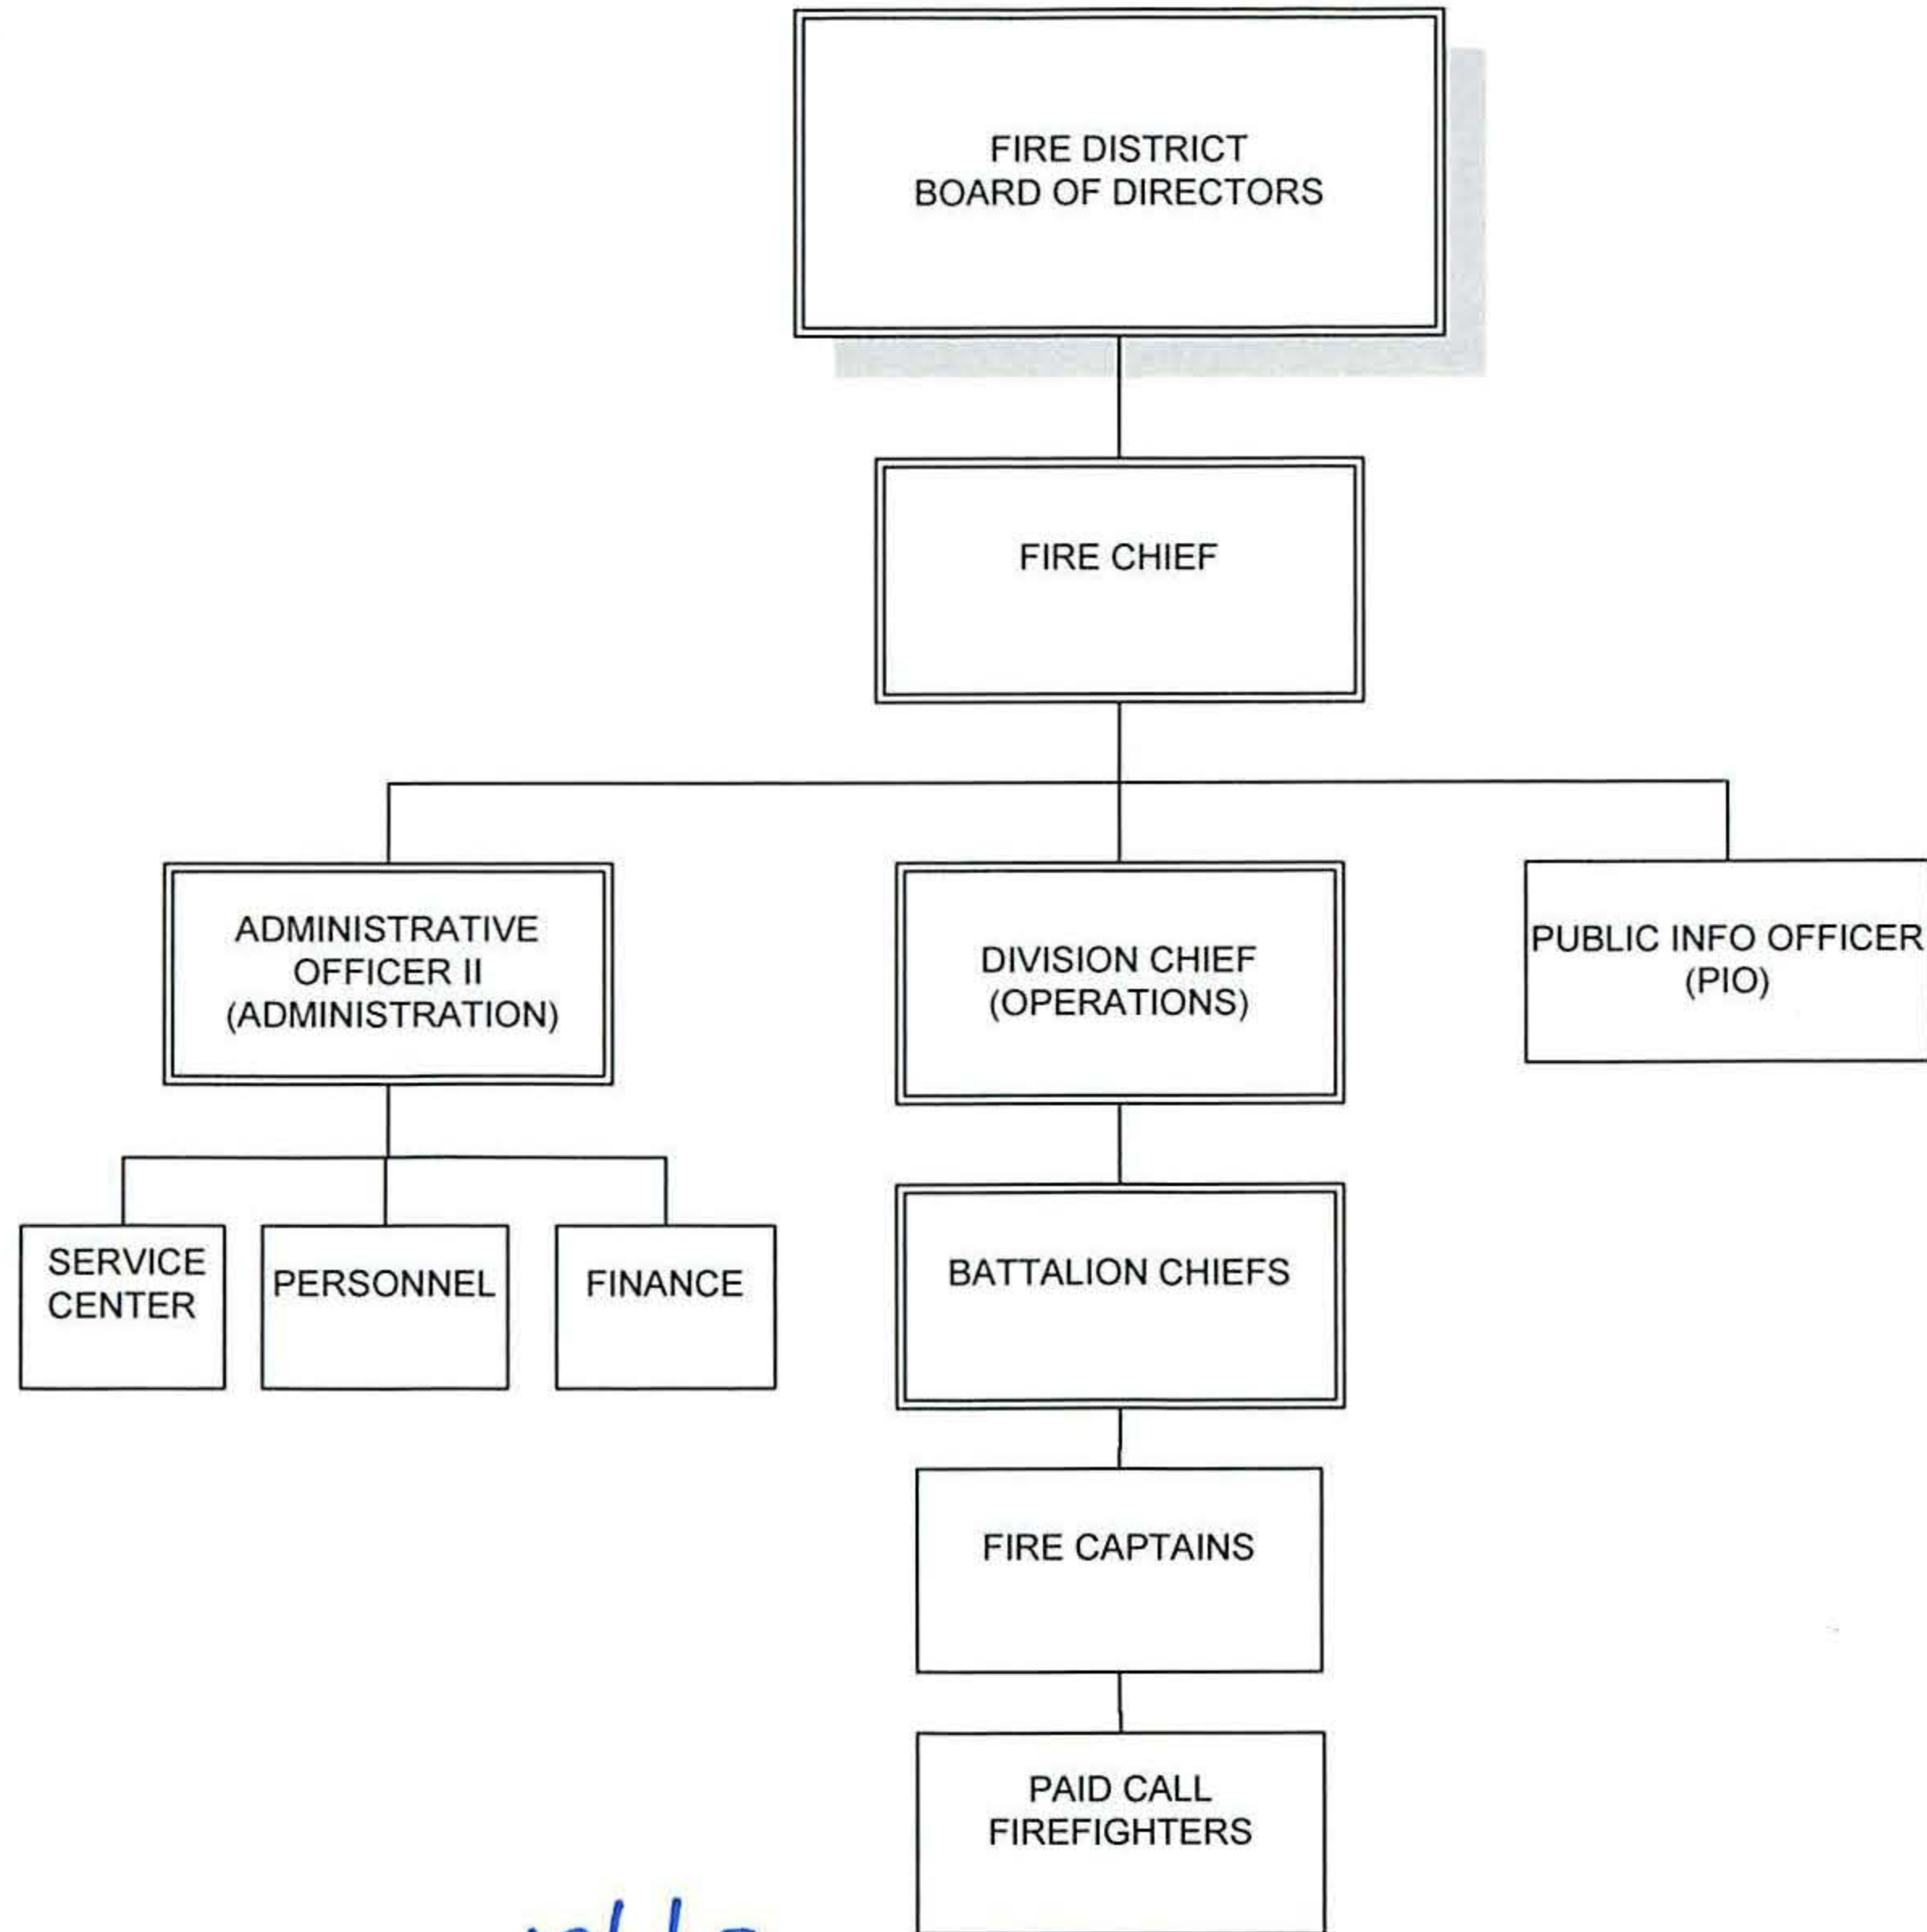 FIRE DISTRICT
BOARD OF DIRECTORS
FIRE CHIEF
ADMINISTRATIVE
OFFICER II
(ADMINISTRATION)
DIVISION CHIEF
(OPERATIONS)
PUBLIC INFO OFFICER
(PIO)
SERVICE
CENTER
PERSONNEL
FINANCE
BATTALION CHIEFS
FIRE CAPTAINS
PAID CALL
FIREFIGHTERS